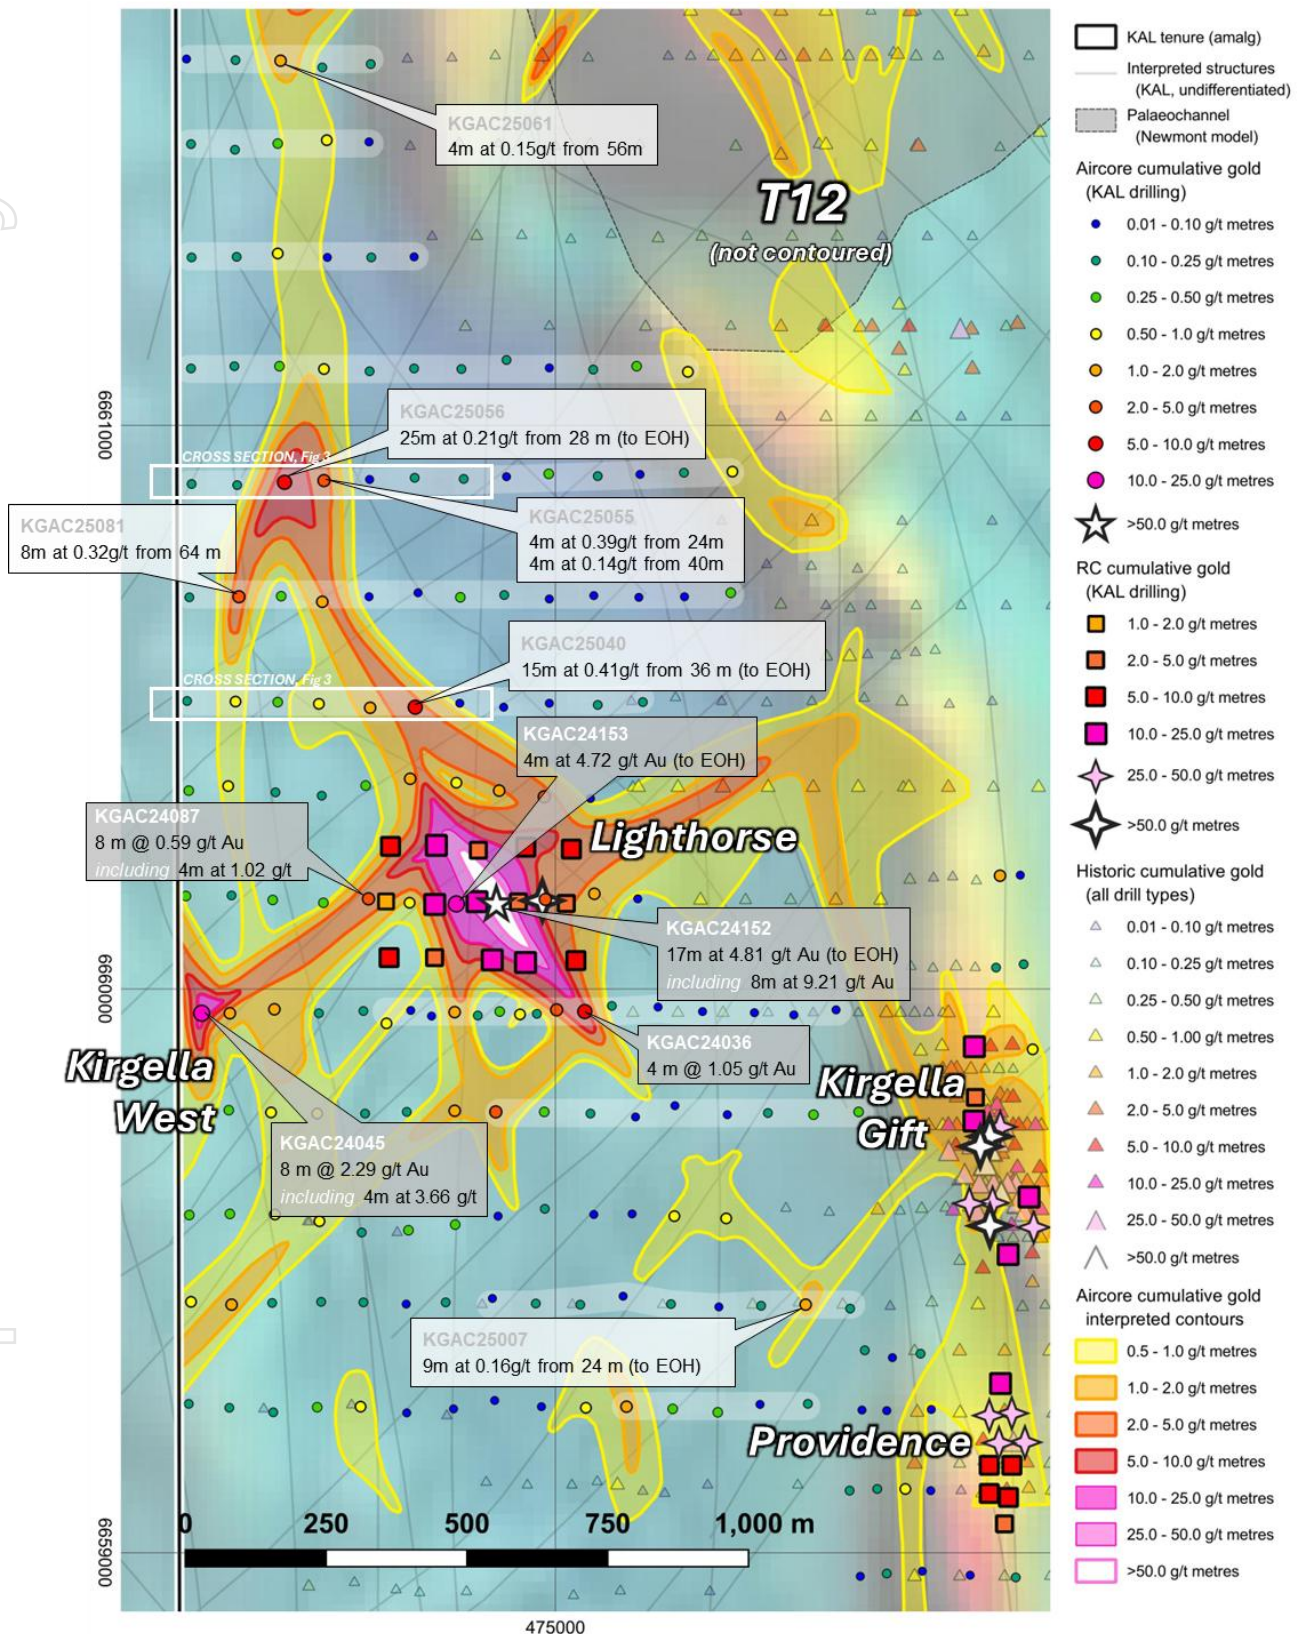 KGAC25061
4m at 0.15g/t from 56m
T12
(not contoured)
KGAC25056
25m at 0.21g/t from 28 m (to EOH)
CROSS SECTION, Fig 3
KGAC25081
8m at 0.32g/t from 64 m
KGAC25055
4m at 0.39g/t from 24m
4m at 0.14g/t from 40m
KGAC25040
15m at 0.41g/t from 36 m (to EOH)
CROSS SECTION, Fig 3
KGAC24153
4m at 4.72 g/t Au (to EOH)
KGAC24087
8 m @ 0.59 g/t Au
including 4m at 1.02 g/t
Lighthorse
KGAC24152
17m at 4.81 g/t Au (to EOH)
including 8m at 9.21 g/t Au
KGAC24036
4 m @ 1.05 g/t Au
Kirgella
West
Kirgella
Gift
KGAC24045
8 m @ 2.29 g/t Au
including 4m at 3.66 g/t
KGAC25007
9m at 0.16g/t from 24 m (to EOH)
Providence
0 250 500 750 1,000 m
475000
6661000
6660000
6659000
KAL tenure (amalg)
Interpreted structures
(KAL, undifferentiated)
Palaeochannel
(Newmont model)
Aircore cumulative gold
(KAL drilling)
0.01 - 0.10 g/t metres
0.10 - 0.25 g/t metres
0.25 - 0.50 g/t metres
0.50 - 1.0 g/t metres
1.0 - 2.0 g/t metres
2.0 - 5.0 g/t metres
5.0 - 10.0 g/t metres
10.0 - 25.0 g/t metres
>50.0 g/t metres
RC cumulative gold
(KAL drilling)
1.0 - 2.0 g/t metres
2.0 - 5.0 g/t metres
5.0 - 10.0 g/t metres
10.0 - 25.0 g/t metres
25.0 - 50.0 g/t metres
>50.0 g/t metres
Historic cumulative gold
(all drill types)
0.01 - 0.10 g/t metres
0.10 - 0.25 g/t metres
0.25 - 0.50 g/t metres
0.50 - 1.00 g/t metres
1.0 - 2.0 g/t metres
2.0 - 5.0 g/t metres
5.0 - 10.0 g/t metres
10.0 - 25.0 g/t metres
25.0 - 50.0 g/t metres
>50.0 g/t metres
Aircore cumulative gold
interpreted contours
0.5 - 1.0 g/t metres
1.0 - 2.0 g/t metres
2.0 - 5.0 g/t metres
5.0 - 10.0 g/t metres
10.0 - 25.0 g/t metres
25.0 - 50.0 g/t metres
>50.0 g/t metres